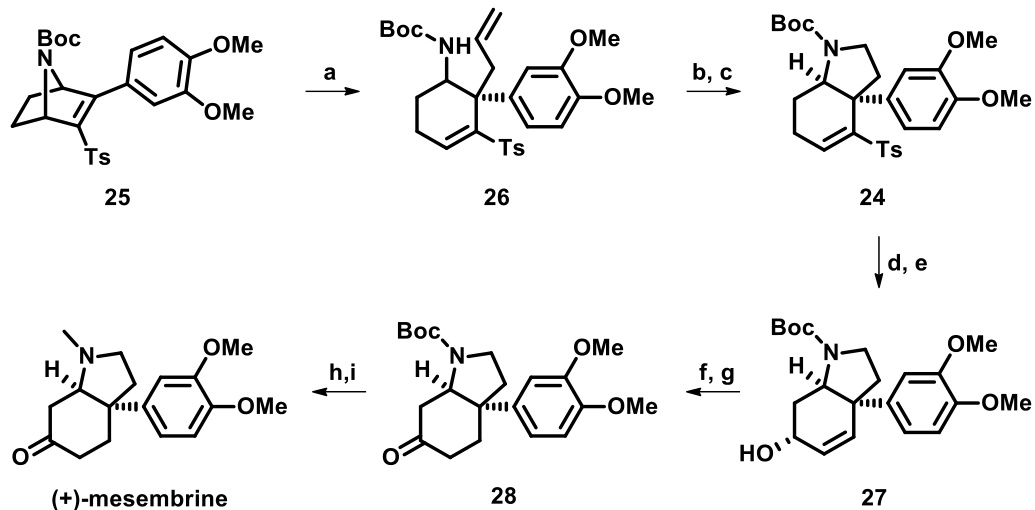 Boc
N
OMe
OMe
Ts
25
a
Boc
NH
OMe
OMe
Ts
26
b, c
Boc
N
H
OMe
OMe
Ts
24
d, e
Boc
N
H
OMe
OMe
HO
27
f, g
Boc
N
H
OMe
OMe
O
28
h,i
N
H
OMe
OMe
O
(+)-mesembrine